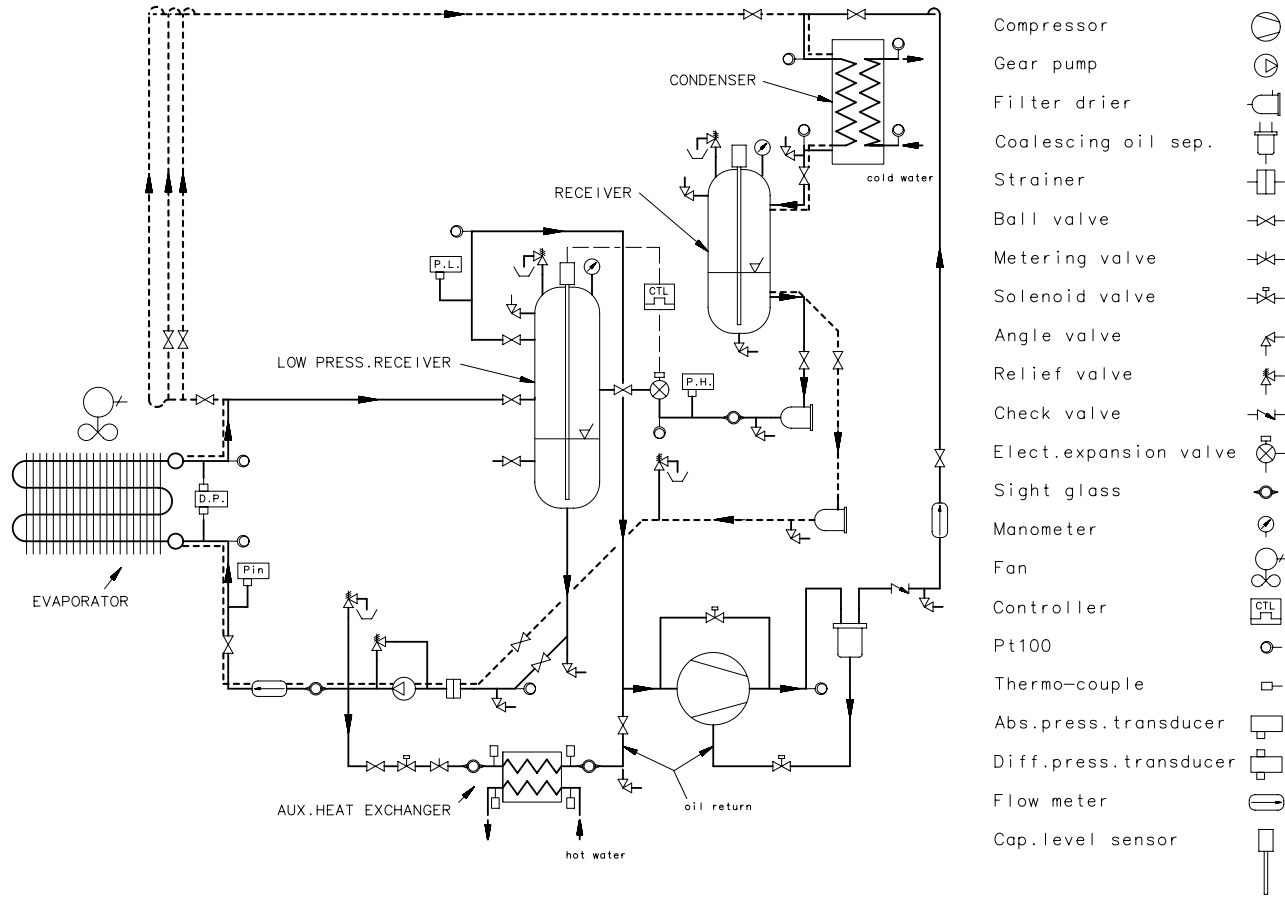 CONDENSER
cold water
RECEIVER
P.L.
CTL
LOW PRESS.RECEIVER
P.H.
D.P.
Pin
EVAPORATOR
AUX.HEAT EXCHANGER
oil return
hot water
Compressor
Gear pump
Filter drier
Coalescing oil sep.
Strainer
Ball valve
Metering valve
Solenoid valve
Angle valve
Relief valve
Check valve
Elect.expansion valve
Sight glass
Manometer
Fan
Controller
CTL
Pt100
Thermo-couple
Abs.press.transducer
Diff.press.transducer
Flow meter
Cap.level sensor